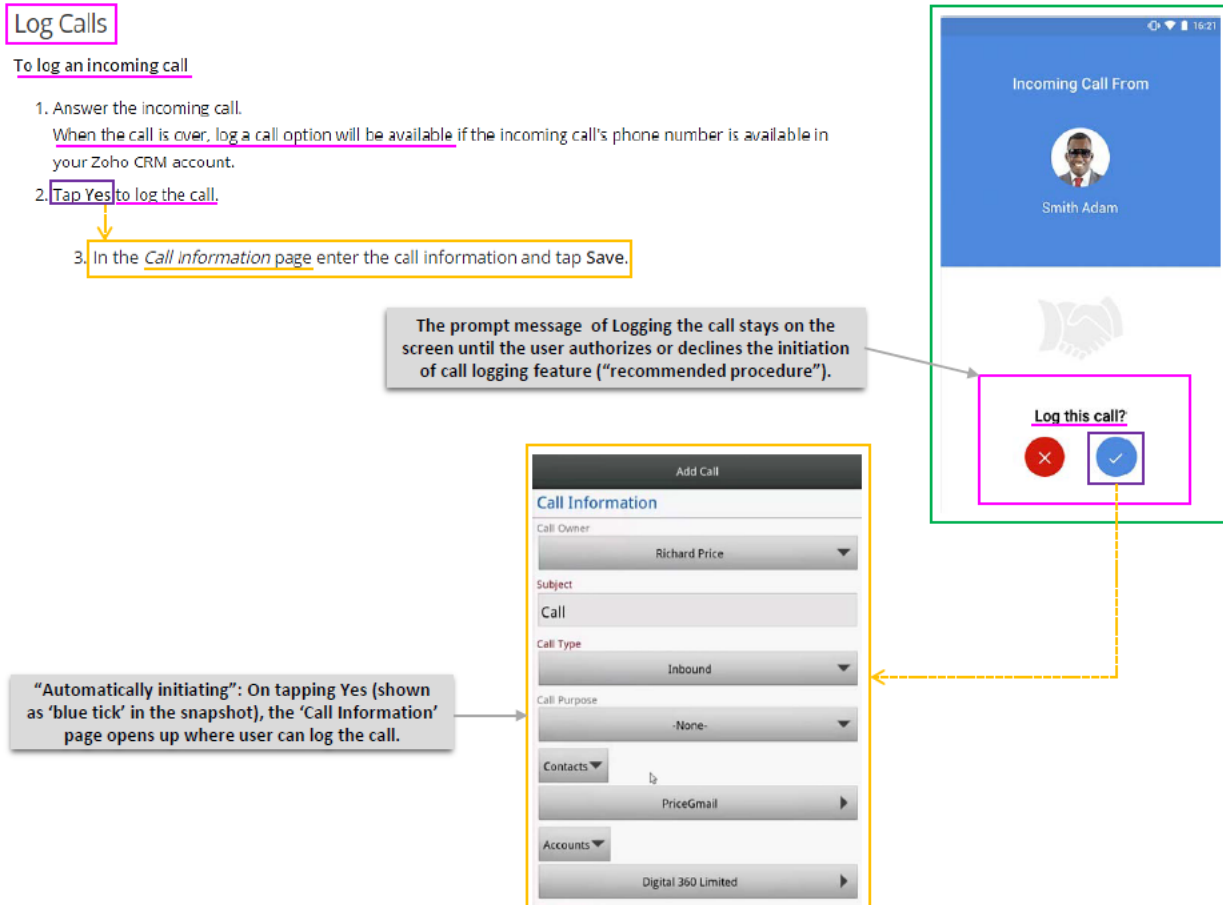 Log Calls
To log an incoming call
1. Answer the incoming call.
When the call is over, log a call option will be available if the incoming call's phone number is available in
your Zoho CRM account.
2. Tap Yes to log the call.
3. In the Call Information page enter the call information and tap Save.
16:21
Incoming Call From
Smith Adam
The prompt message of Logging the call stays on the
screen until the user authorizes or declines the initiation
of call logging feature (“recommended procedure”).
Log this call?
Add Call
Call Information
Call Owner
Richard Price
Subject
Call
Call Type
Inbound
Call Purpose
-None-
Contacts
PriceGmail
Accounts
Digital 360 Limited
“Automatically initiating”: On tapping Yes (shown
as ‘blue tick’ in the snapshot), the ‘Call Information’
page opens up where user can log the call.